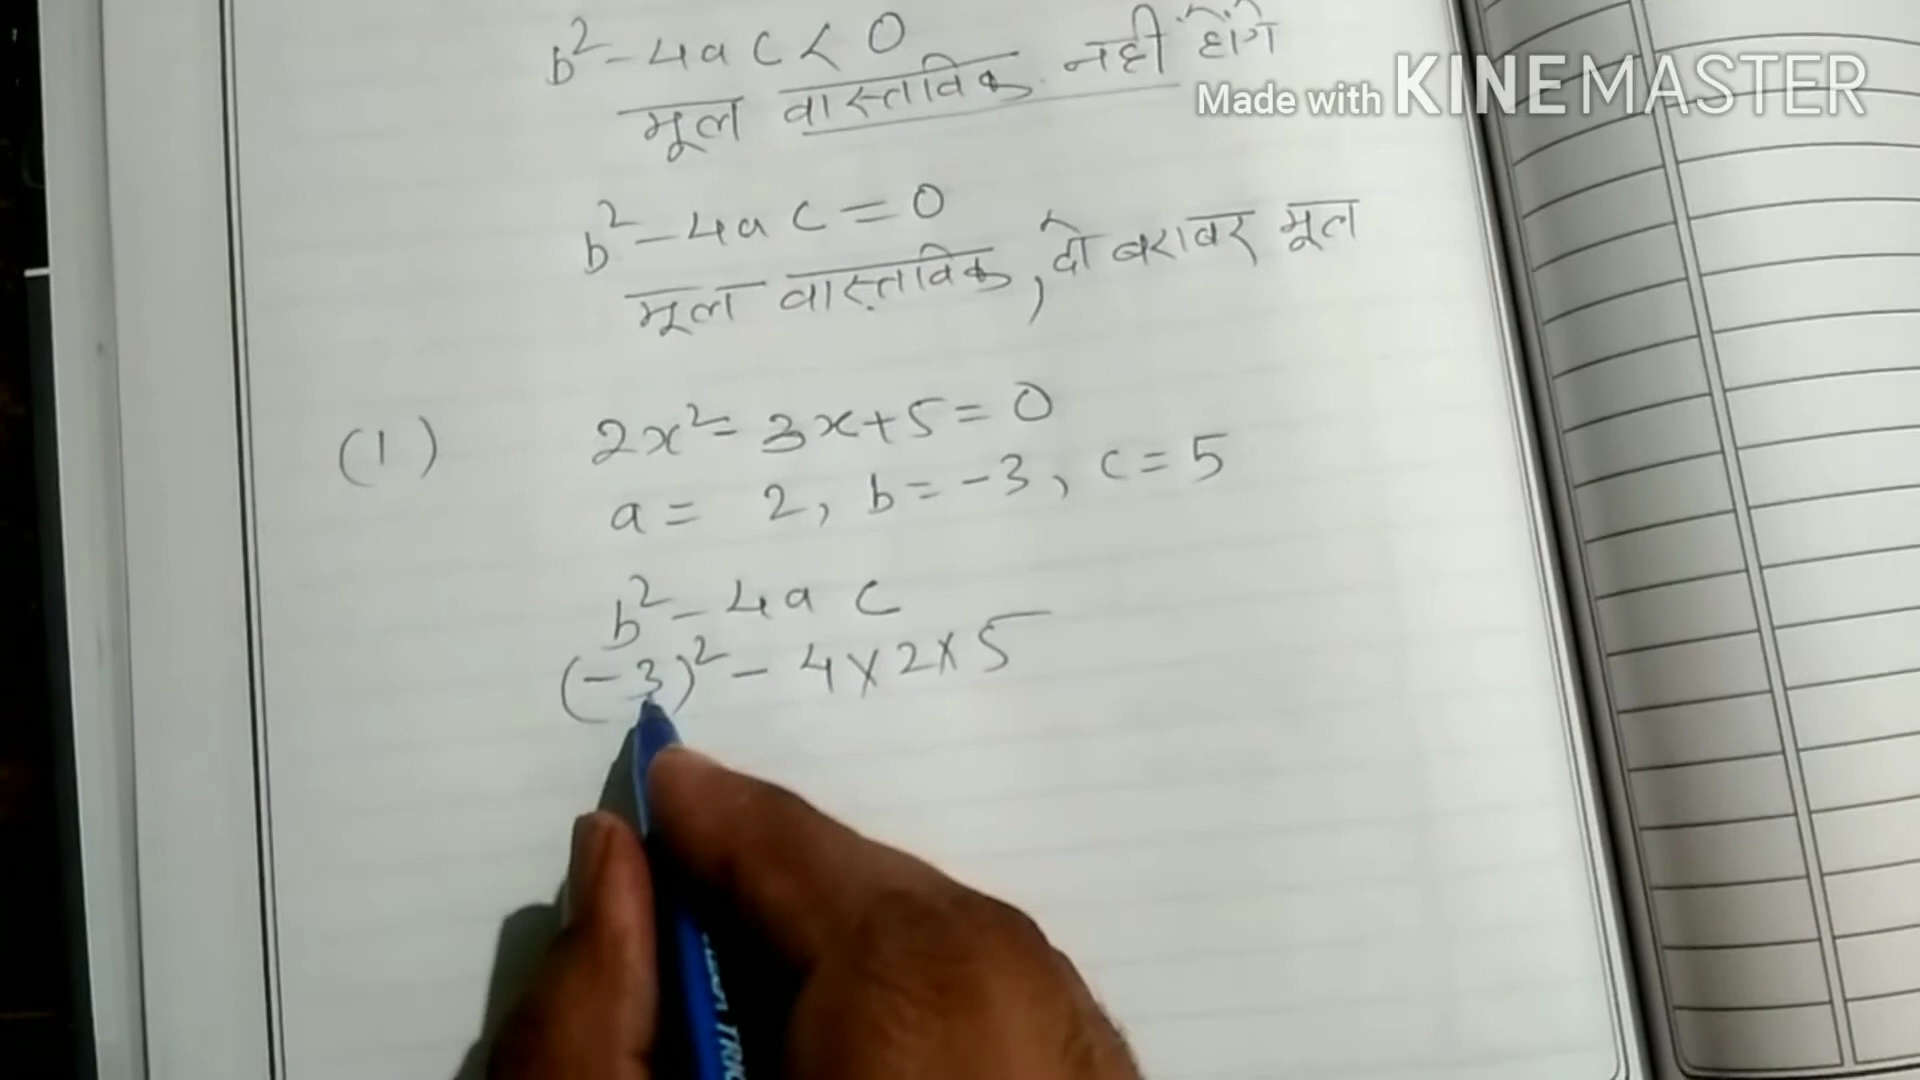 b²-4ac<0
मूल वास्तविक नहीं होंगे
Made with KINEMASTER
b²-4ac=0
मूल वास्तविक, दो बराबर मूल
(1) 2x²= 3x+5=0
a= 2, b=-3, c=5
b²-4ac
(-3)²-4×2×5